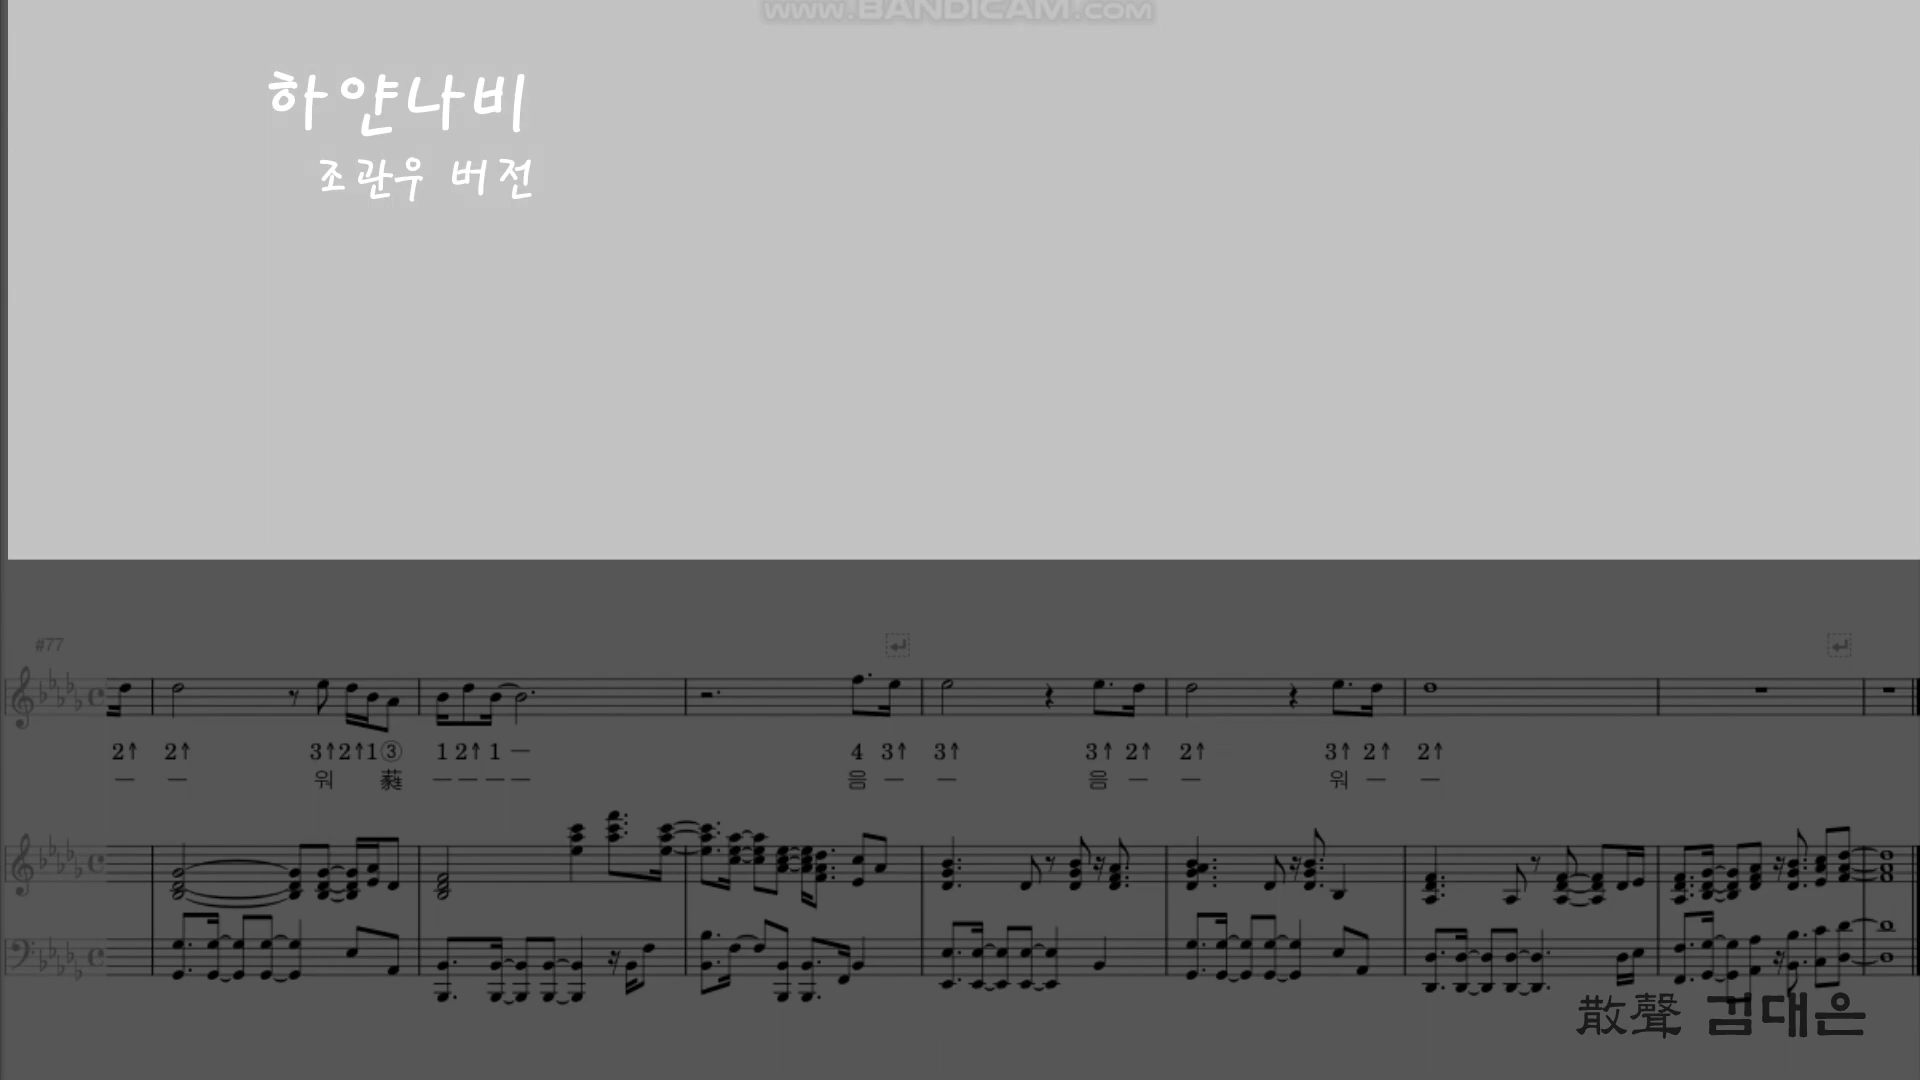 www.BANDICAM.com
하얀나비
조관우 버전
#77
2↑ 2↑ 3↑2↑1③ 1 2↑ 1 ─ 4 3↑ 3↑ 3↑ 2↑ 2↑ 3↑ 2↑ 2↑
─ ─ 워 ─ ─ ─ ─ 음 ─ ─ 음 ─ ─ 워 ─ ─
散聲 김대은